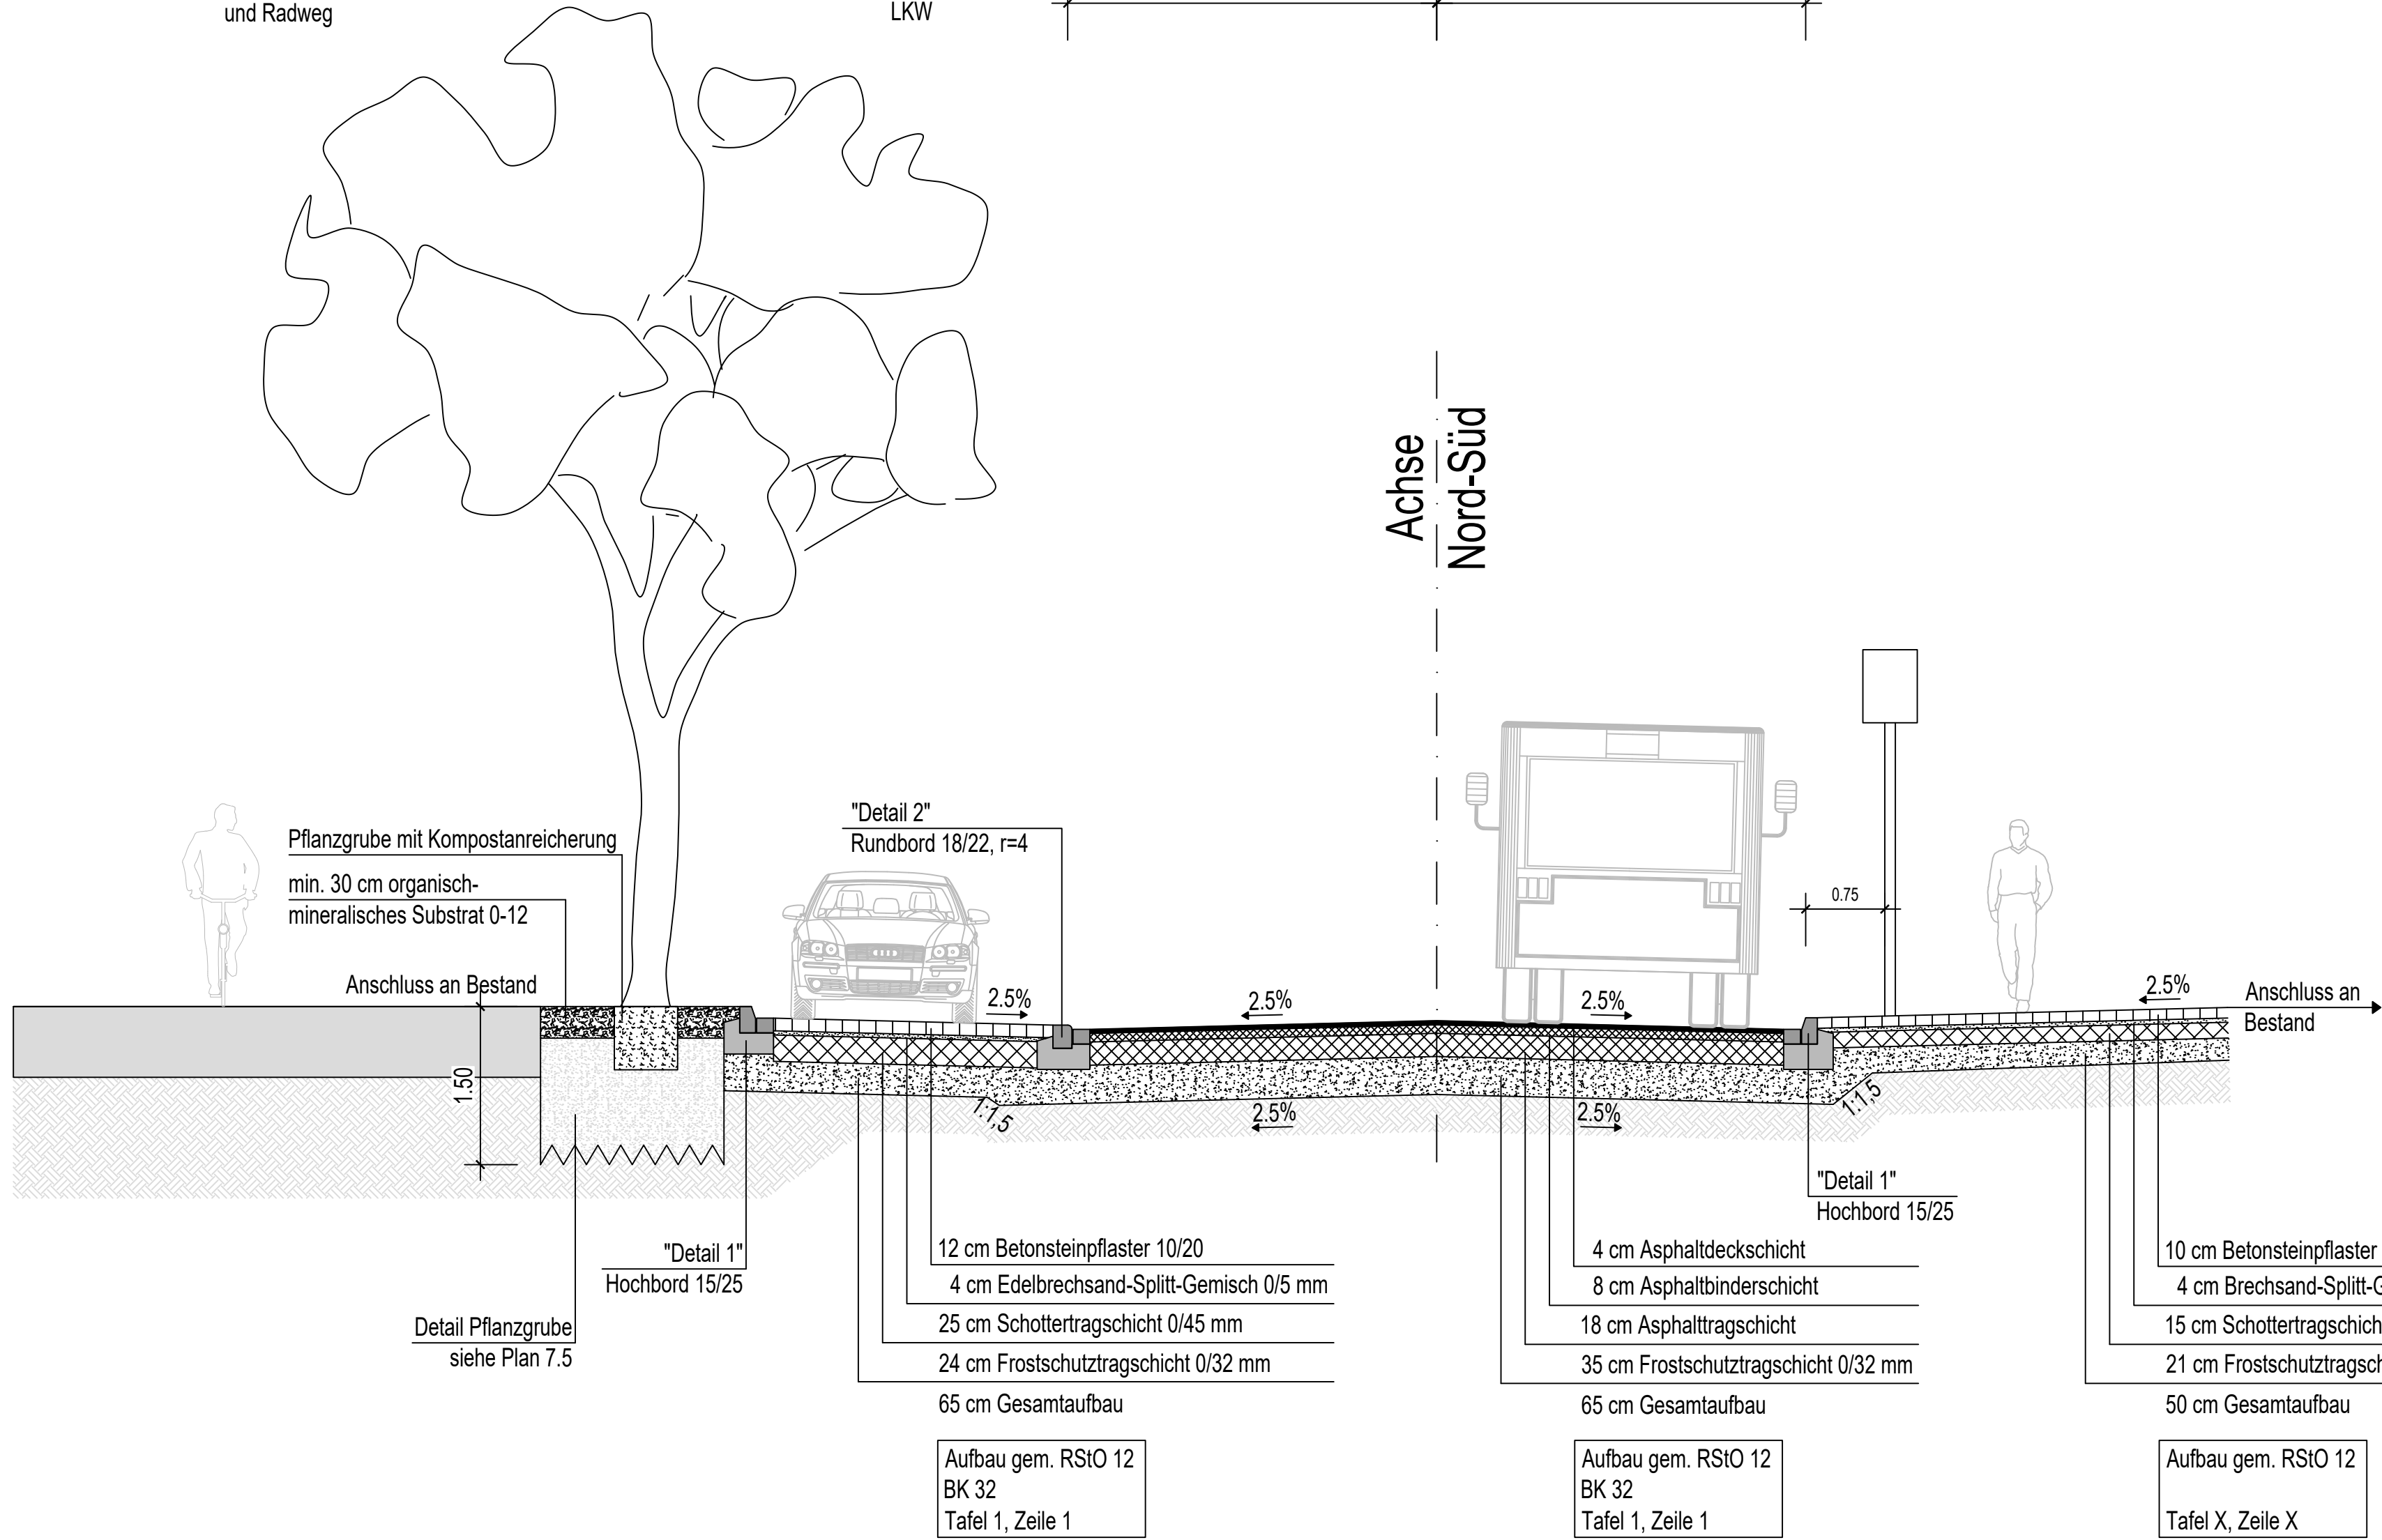 und Radweg
LKW
Achse
Nord-Süd
"Detail 2"
Rundbord 18/22, r=4
Pflanzgrube mit Kompostanreicherung
min. 30 cm organisch-
mineralisches Substrat 0-12
0.75
Anschluss an Bestand
2.5%
2.5%
2.5%
2.5%
Anschluss an
Bestand
1.50
1:1,5
2.5%
2.5%
1:1,5
"Detail 1"
Hochbord 15/25
"Detail 1"
Hochbord 15/25
Detail Pflanzgrube
siehe Plan 7.5
12 cm Betonsteinpflaster 10/20
4 cm Edelbrechsand-Splitt-Gemisch 0/5 mm
25 cm Schottertragschicht 0/45 mm
24 cm Frostschutztragschicht 0/32 mm
65 cm Gesamtaufbau
Aufbau gem. RStO 12
BK 32
Tafel 1, Zeile 1
4 cm Asphaltdeckschicht
8 cm Asphaltbinderschicht
18 cm Asphalttragschicht
35 cm Frostschutztragschicht 0/32 mm
65 cm Gesamtaufbau
Aufbau gem. RStO 12
BK 32
Tafel 1, Zeile 1
10 cm Betonsteinpflaster
4 cm Brechsand-Splitt-G
15 cm Schottertragschich
21 cm Frostschutztragsch
50 cm Gesamtaufbau
Aufbau gem. RStO 12
Tafel X, Zeile X